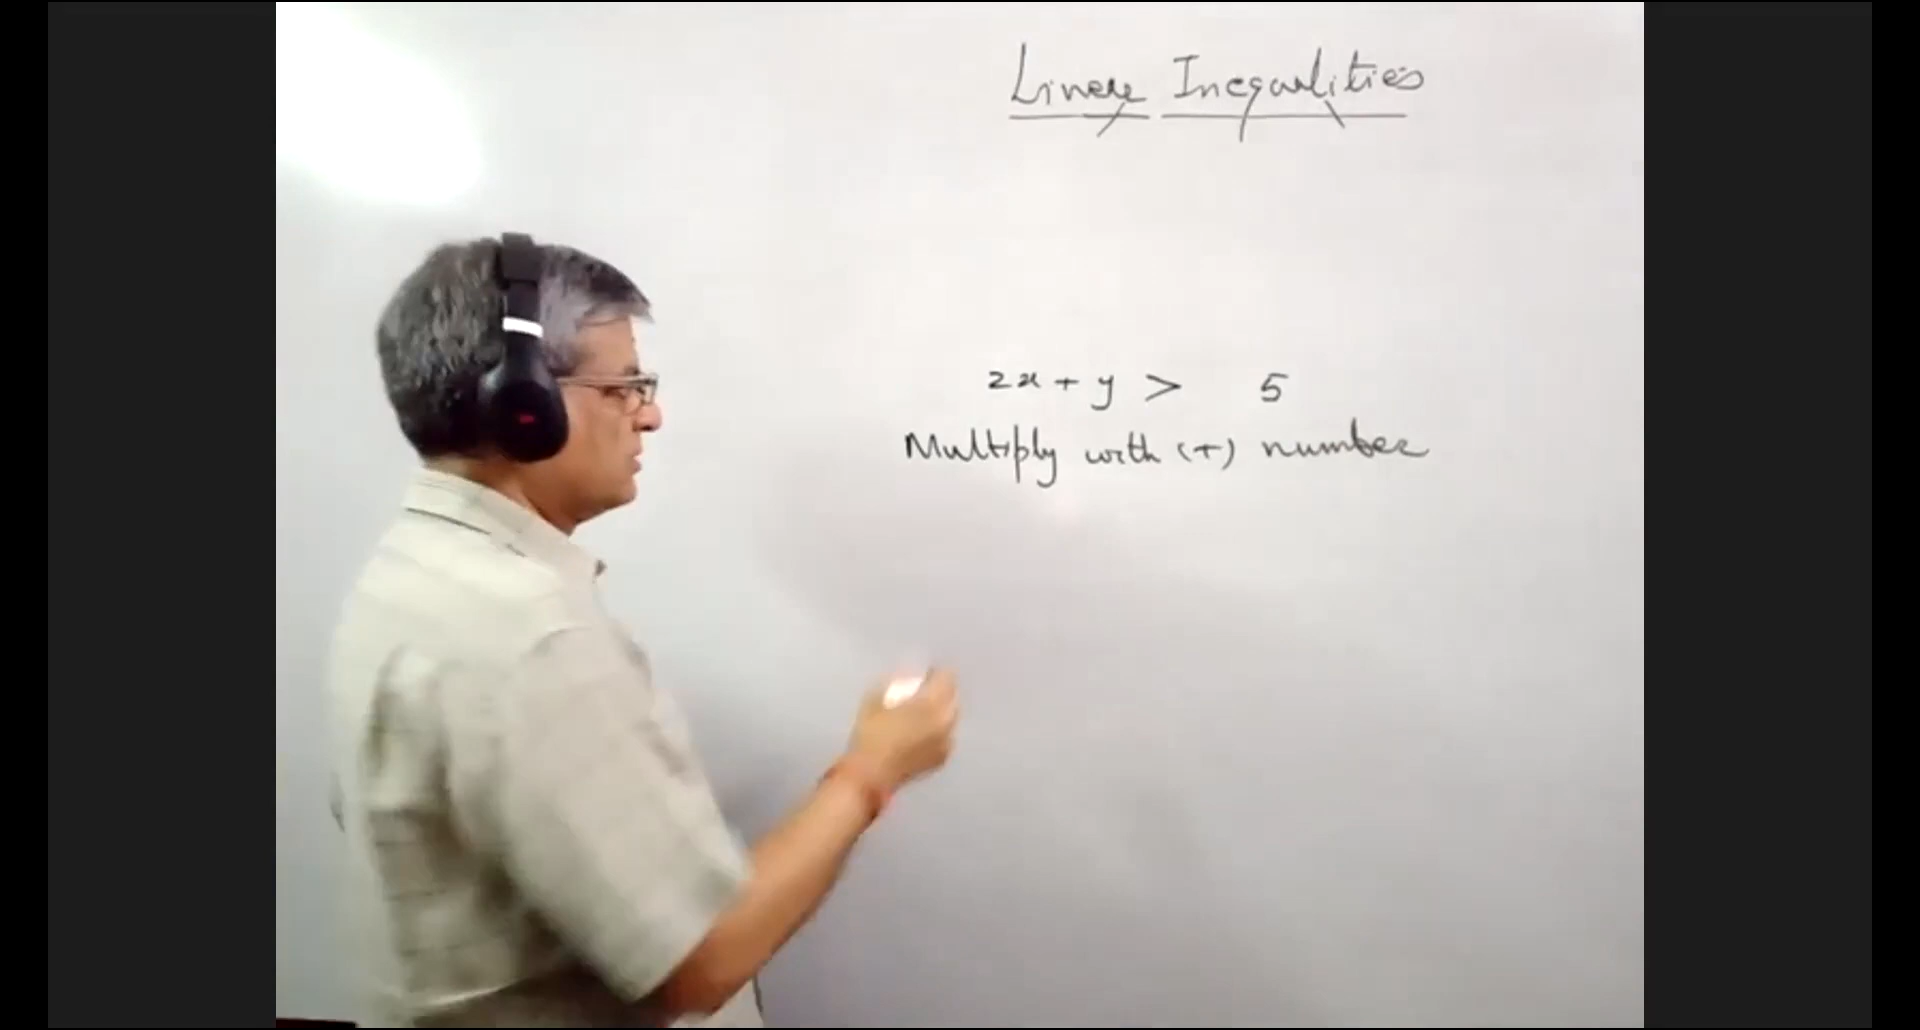 Linear Inequalities
2x + y > 5
Multiply with (+) number